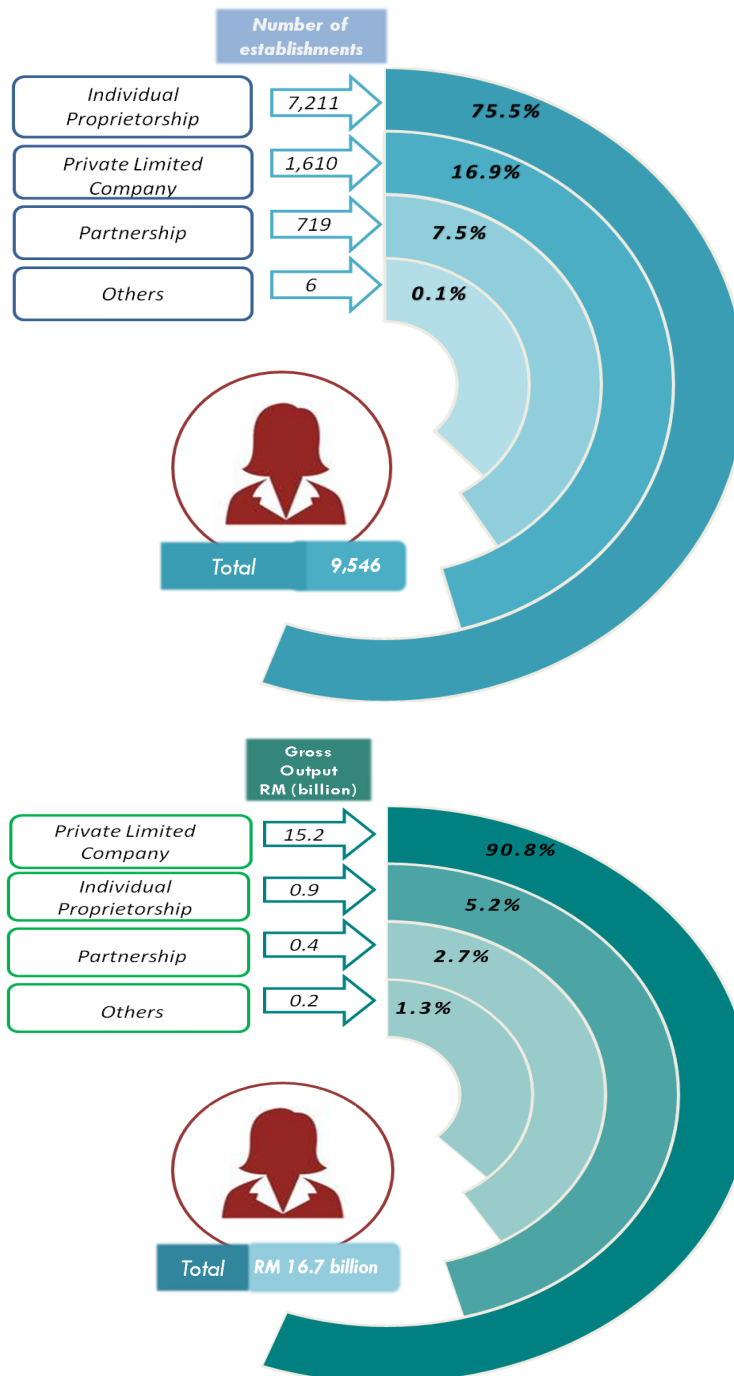 Number of
establishments
Individual
Proprietorship
7,211
75.5%
Private Limited
Company
1,610
16.9%
Partnership
719
7.5%
Others
6
0.1%
Total 9,546
Gross
Output
RM (billion)
Private Limited
Company
15.2
90.8%
Individual
Proprietorship
0.9
5.2%
Partnership
0.4
2.7%
Others
0.2
1.3%
Total RM 16.7 billion